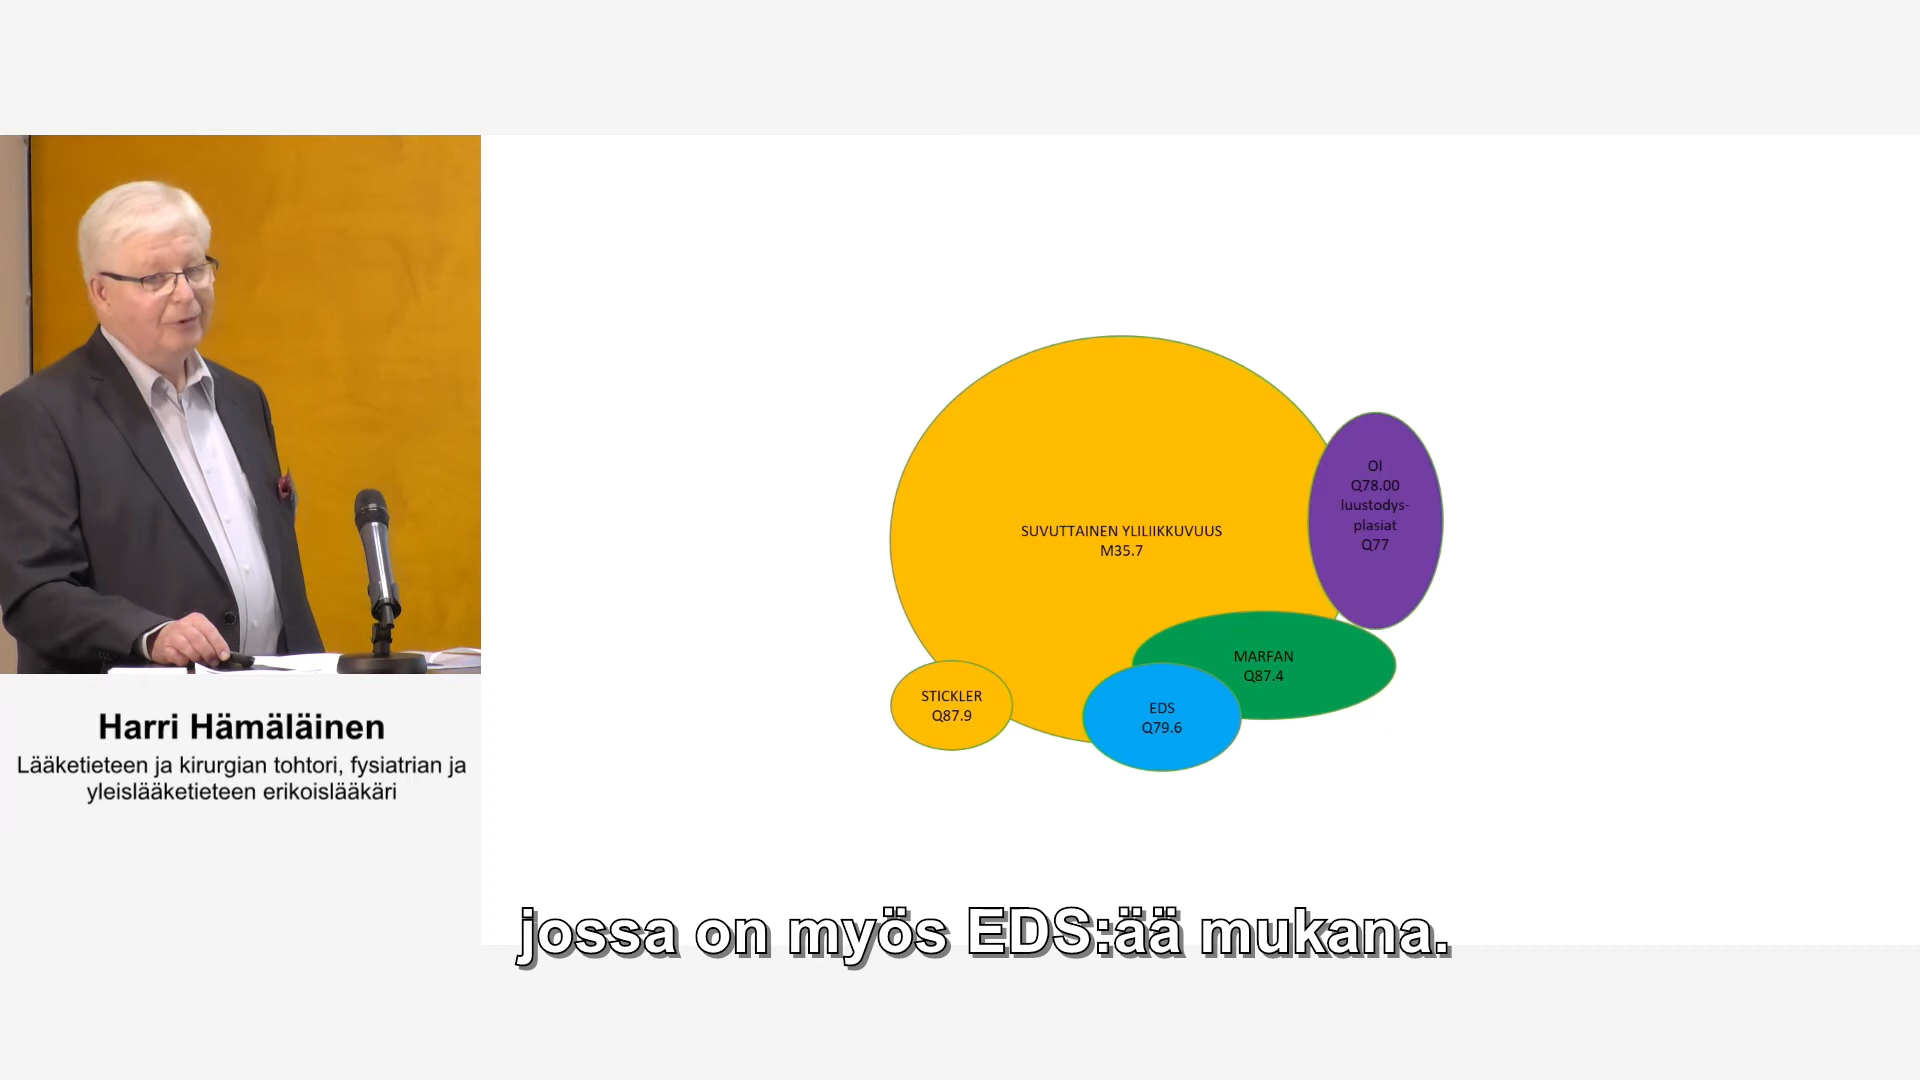 SUVUTTAINEN YLILIIKKUVUUS
M35.7
OI
Q78.00
luustodys-
plasiat
Q77
MARFAN
Q87.4
STICKLER
Q87.9
EDS
Q79.6
Harri Hämäläinen
Lääketieteen ja kirurgian tohtori, fysiatrian ja
yleislääketieteen erikoislääkäri
jossa on myös EDS:ää mukana.